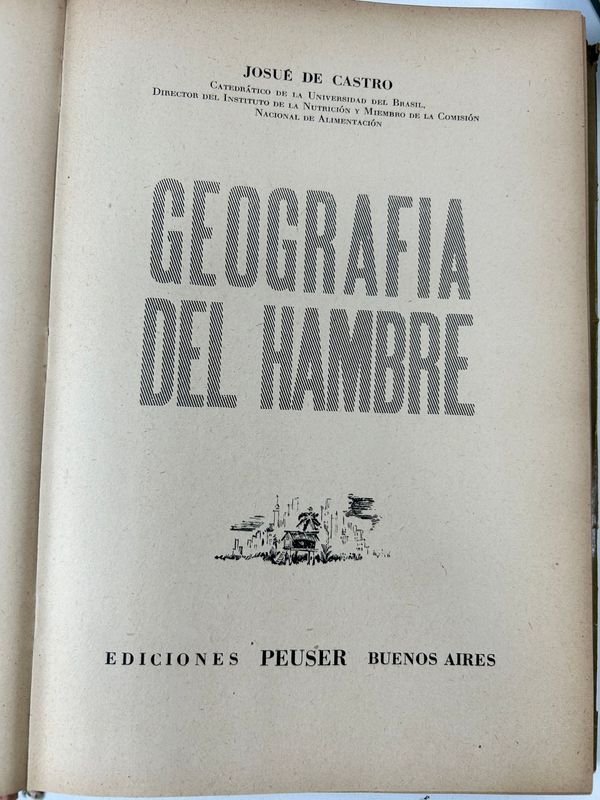 JOSUÉ DE CASTRO
CATEDRÁTICO DE LA UNIVERSIDAD DEL BRASIL,
DIRECTOR DEL INSTITUTO DE LA NUTRICIÓN Y MIEMBRO DE LA COMISIÓN
NACIONAL DE ALIMENTACIÓN
GEOGRAFIA
DEL HAMBRE
EDICIONES PEUSER BUENOS AIRES